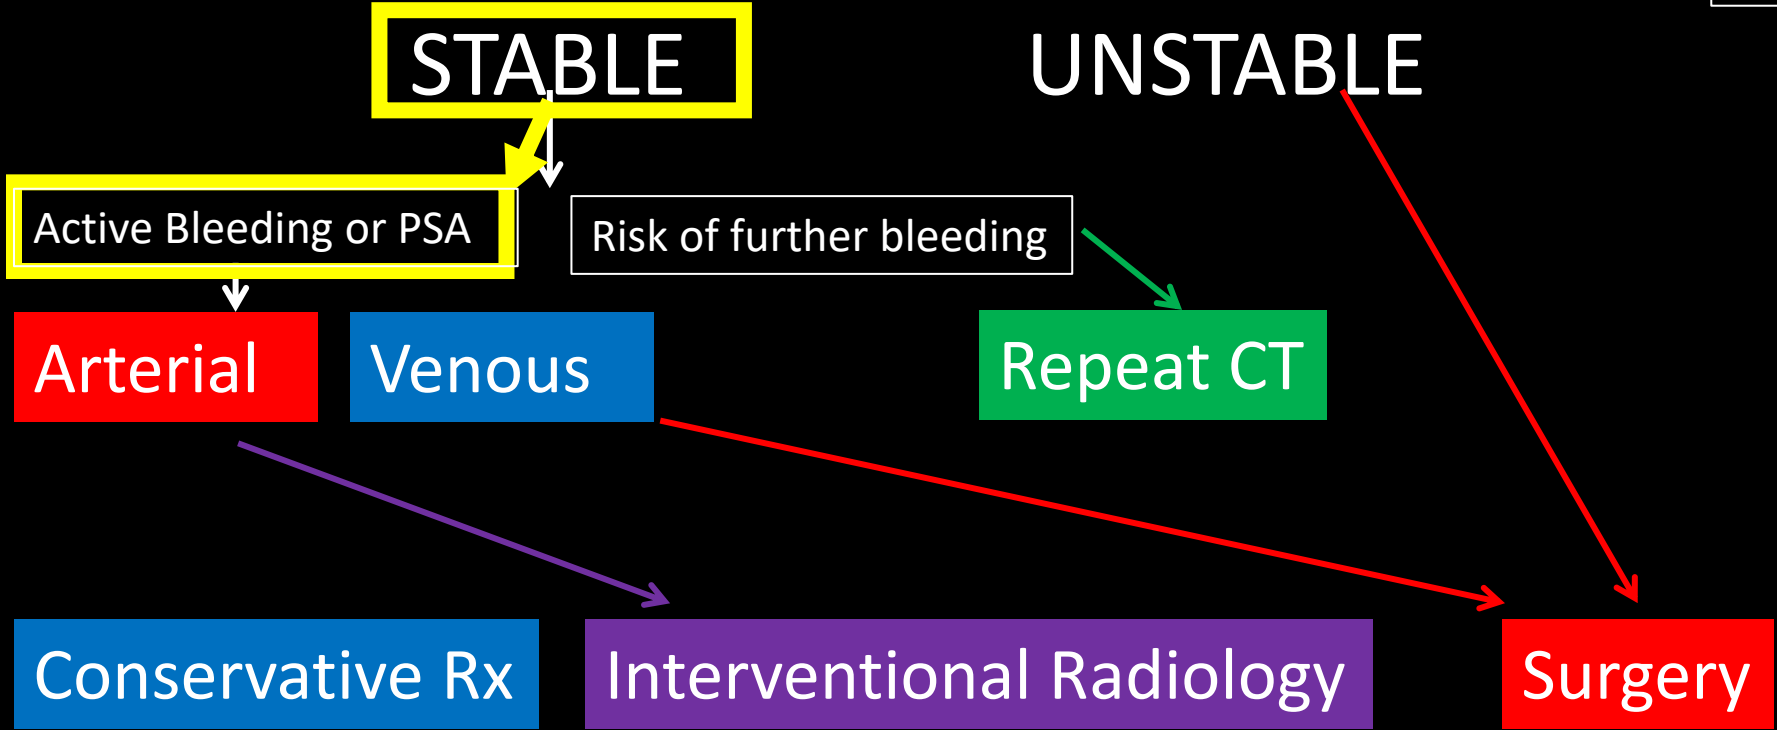 STABLE
UNSTABLE
Active Bleeding or PSA
Risk of further bleeding
Arterial
Venous
Repeat CT
Conservative Rx
Interventional Radiology
Surgery